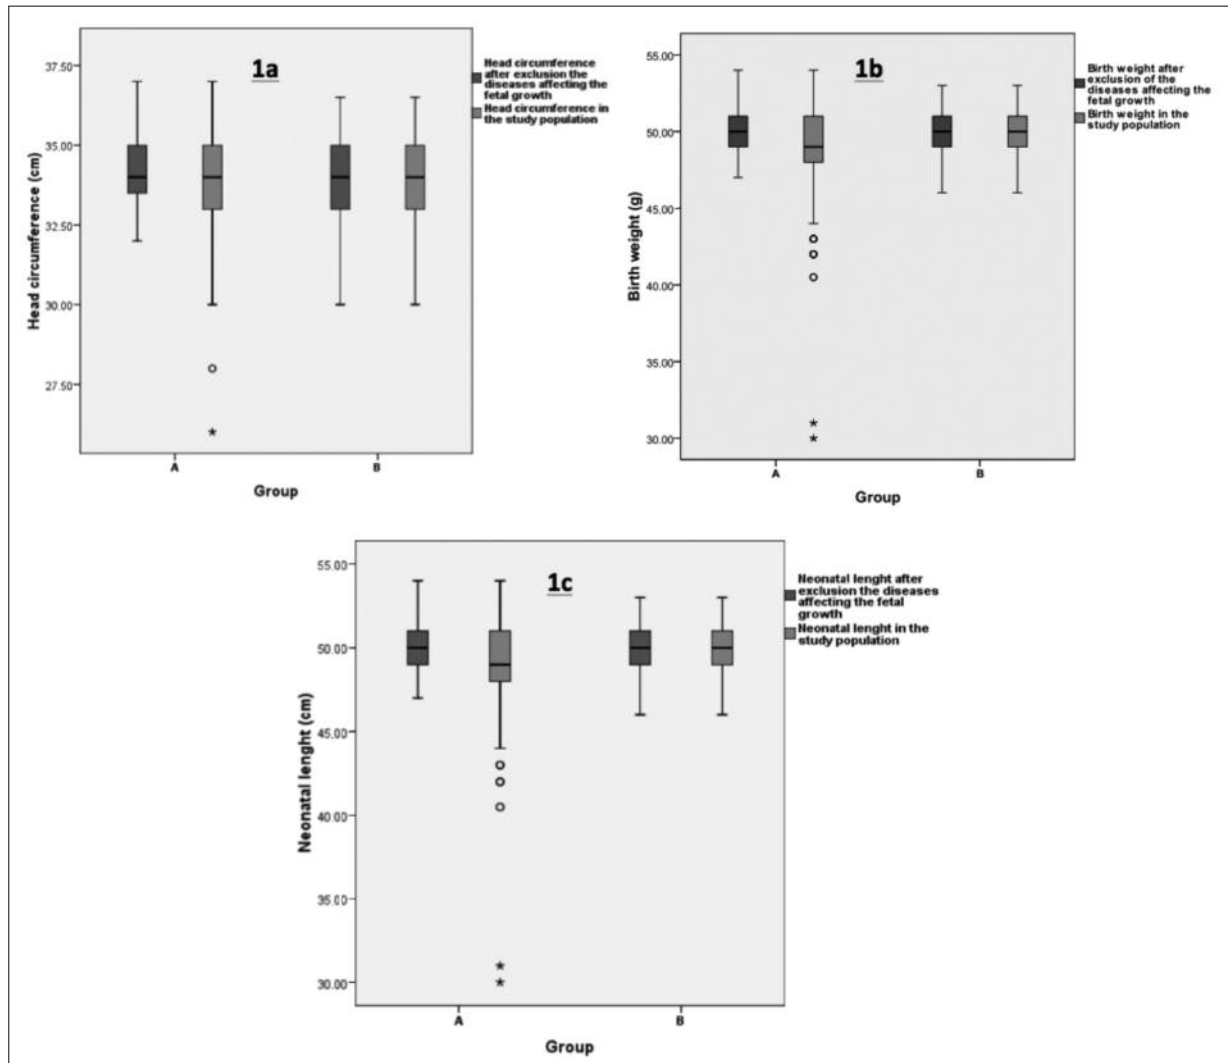 1a
37.50
35.00
32.50
30.00
27.50
Head circumference (cm)
A
B
Group
Head circumference
after exclusion the
diseases affecting the
fetal growth
Head circumference in
the study population
1b
55.00
50.00
45.00
40.00
35.00
30.00
Birth weight (g)
A
B
Group
Birth weight after
exclusion of the
diseases affecting the
fetal growth
Birth weight in the
study population
1c
55.00
50.00
45.00
40.00
35.00
30.00
Neonatal lenght (cm)
A
B
Group
Neonatal lenght after
exclusion the diseases
affecting the fetal
growth
Neonatal lenght in the
study population